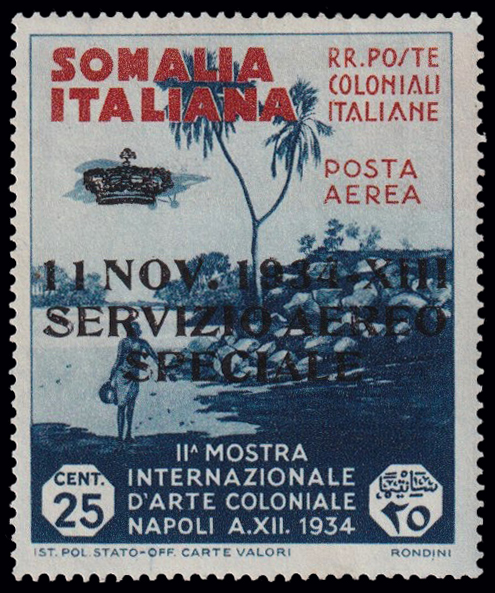 SOMALIA
ITALIANA
RR. POSTE
COLONIALI
ITALIANE
POSTA
AEREA
11 NOV. 1934-XIII
SERVIZIO AEREO
SPECIALE
IIᴬ MOSTRA
INTERNAZIONALE
D'ARTE COLONIALE
NAPOLI A.XII. 1934
CENT.
25
٢٥
IST. POL. STATO-OFF. CARTE VALORI
RONDINI